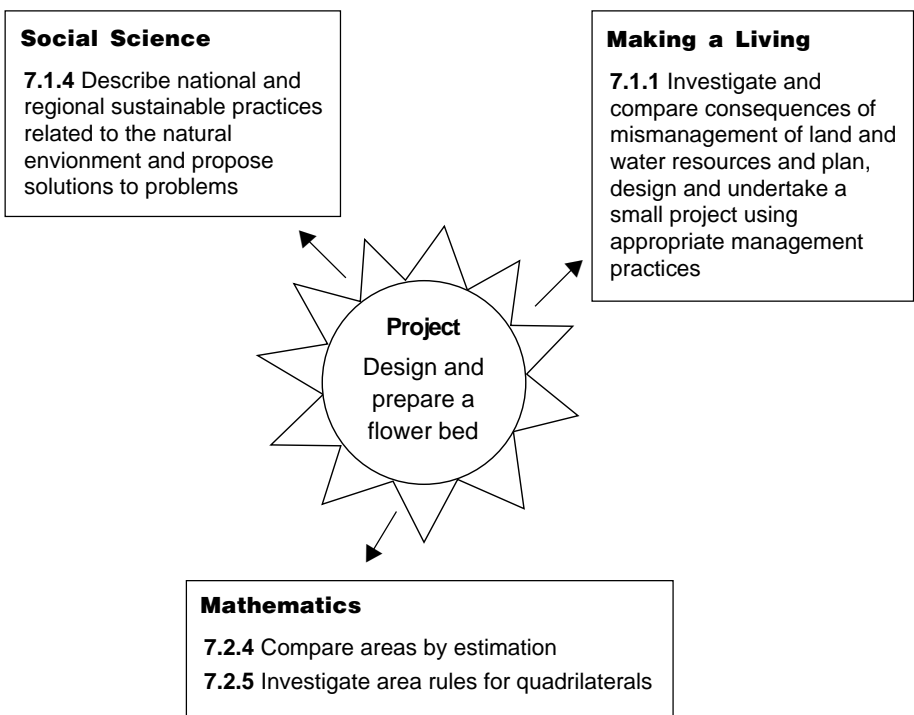 Social Science
7.1.4 Describe national and
regional sustainable practices
related to the natural
envionment and propose
solutions to problems
Making a Living
7.1.1 Investigate and
compare consequences of
mismanagement of land and
water resources and plan,
design and undertake a
small project using
appropriate management
practices
Project
Design and
prepare a
flower bed
Mathematics
7.2.4 Compare areas by estimation
7.2.5 Investigate area rules for quadrilaterals